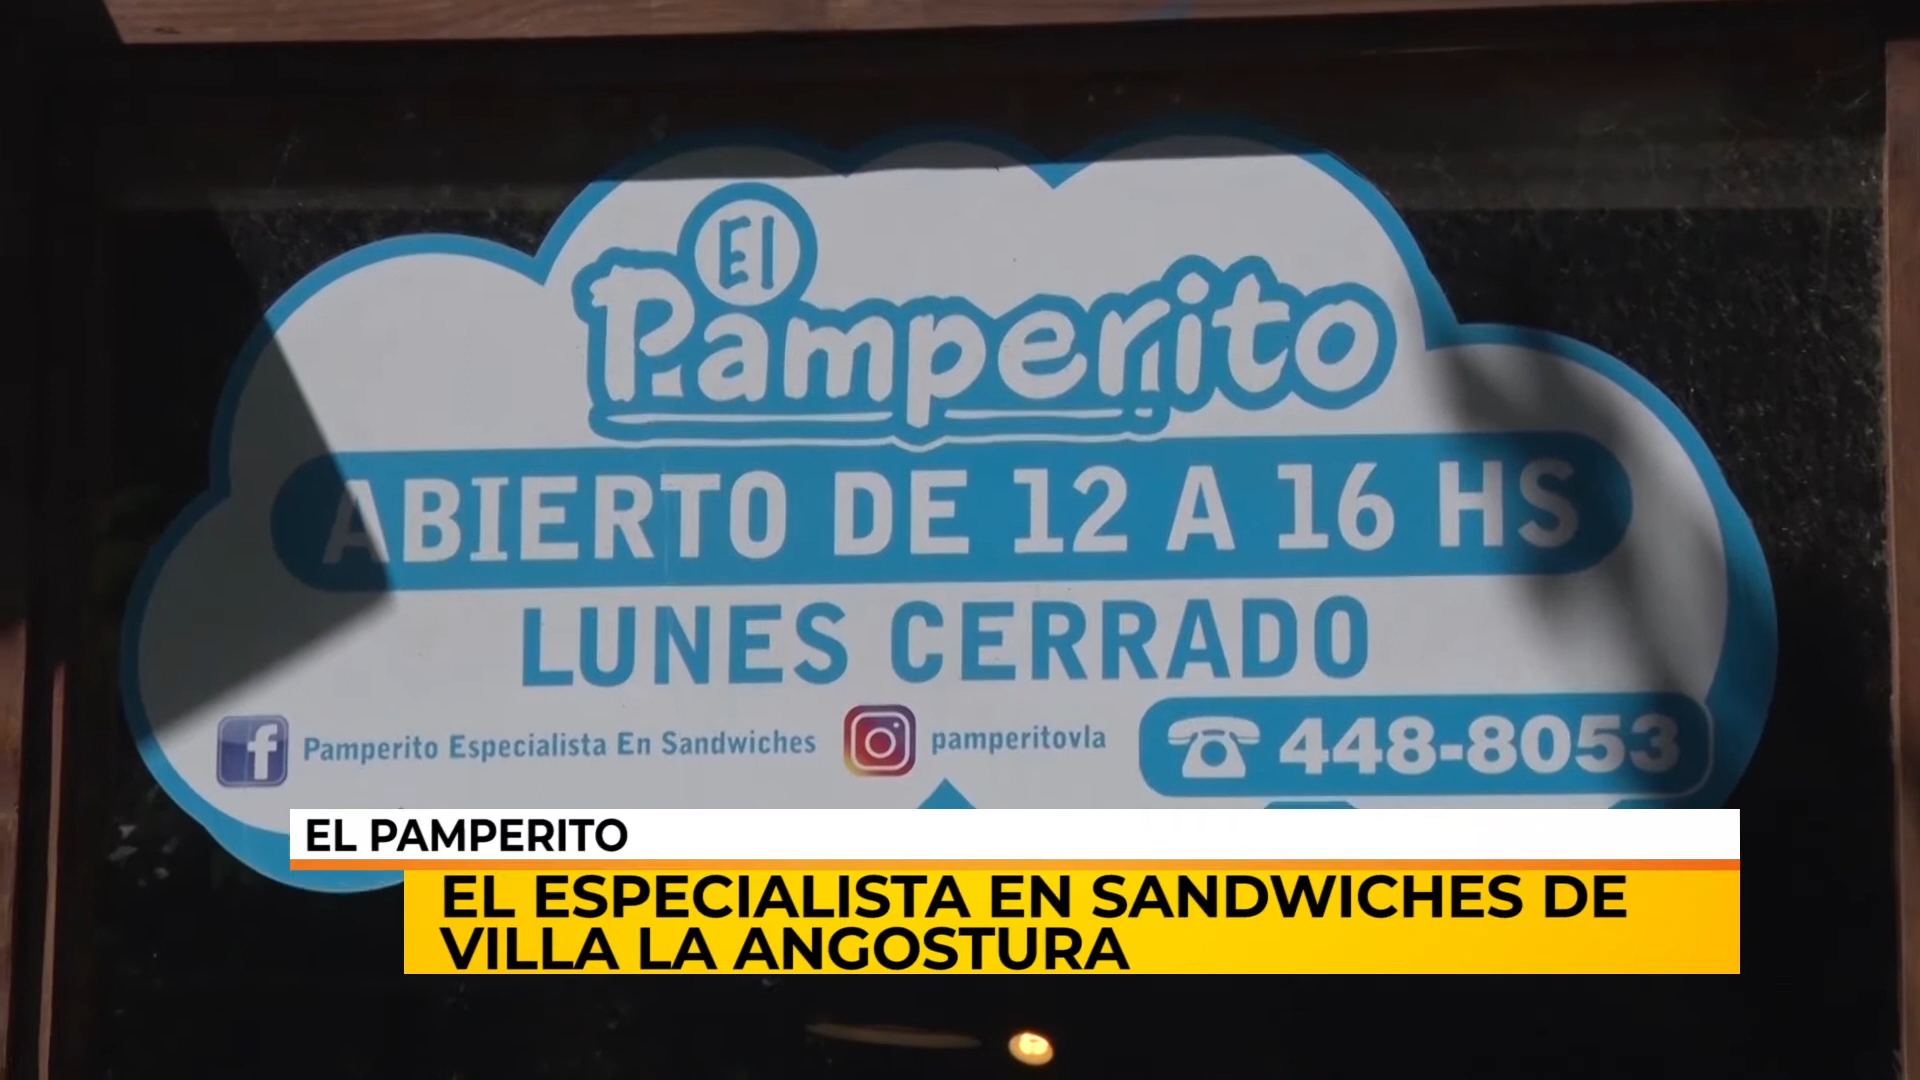 El
Pamperito
ABIERTO DE 12 A 16 HS
LUNES CERRADO
Pamperito Especialista En Sandwiches
pamperitovla
448-8053
EL PAMPERITO
EL ESPECIALISTA EN SANDWICHES DE
VILLA LA ANGOSTURA